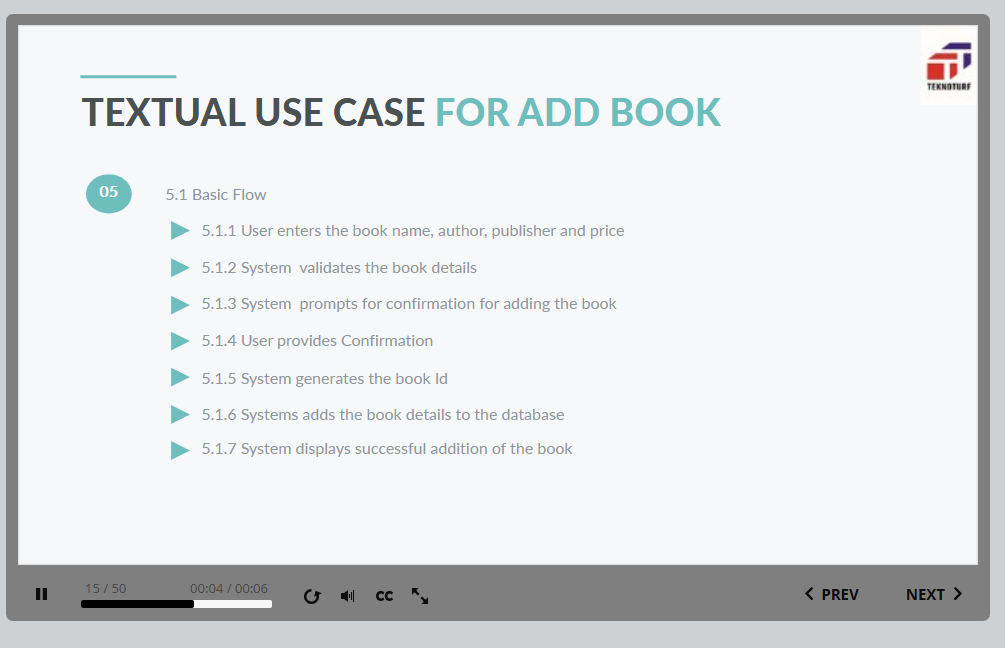 TEKNOTURF
TEXTUAL USE CASE FOR ADD BOOK
05
5.1 Basic Flow
5.1.1 User enters the book name, author, publisher and price
5.1.2 System  validates the book details
5.1.3 System  prompts for confirmation for adding the book
5.1.4 User provides Confirmation
5.1.5 System generates the book Id
5.1.6 Systems adds the book details to the database
5.1.7 System displays successful addition of the book
15 / 50
00:04 / 00:06
CC
PREV
NEXT